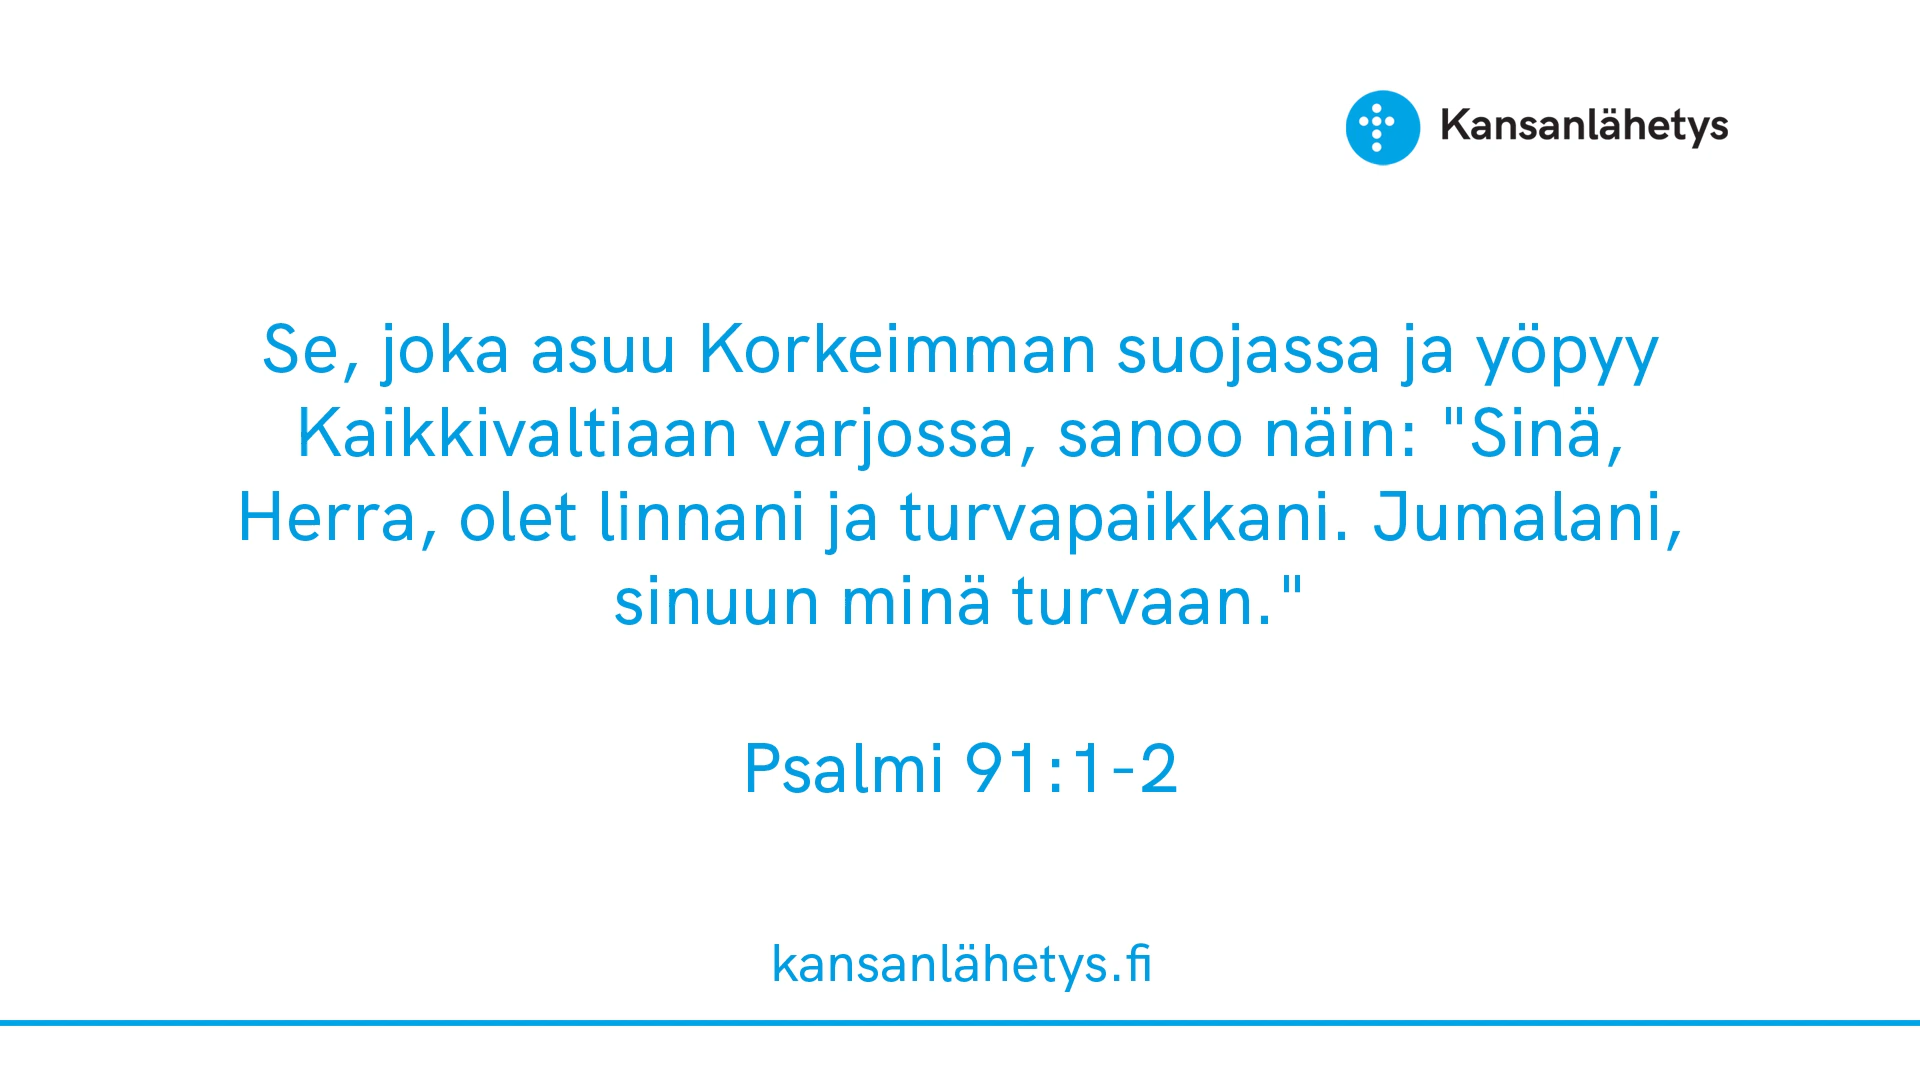 Kansanlähetys
Se, joka asuu Korkeimman suojassa ja yöpyy
Kaikkivaltiaan varjossa, sanoo näin: "Sinä,
Herra, olet linnani ja turvapaikkani. Jumalani,
sinuun minä turvaan."
Psalmi 91:1-2
kansanlähetys.fi